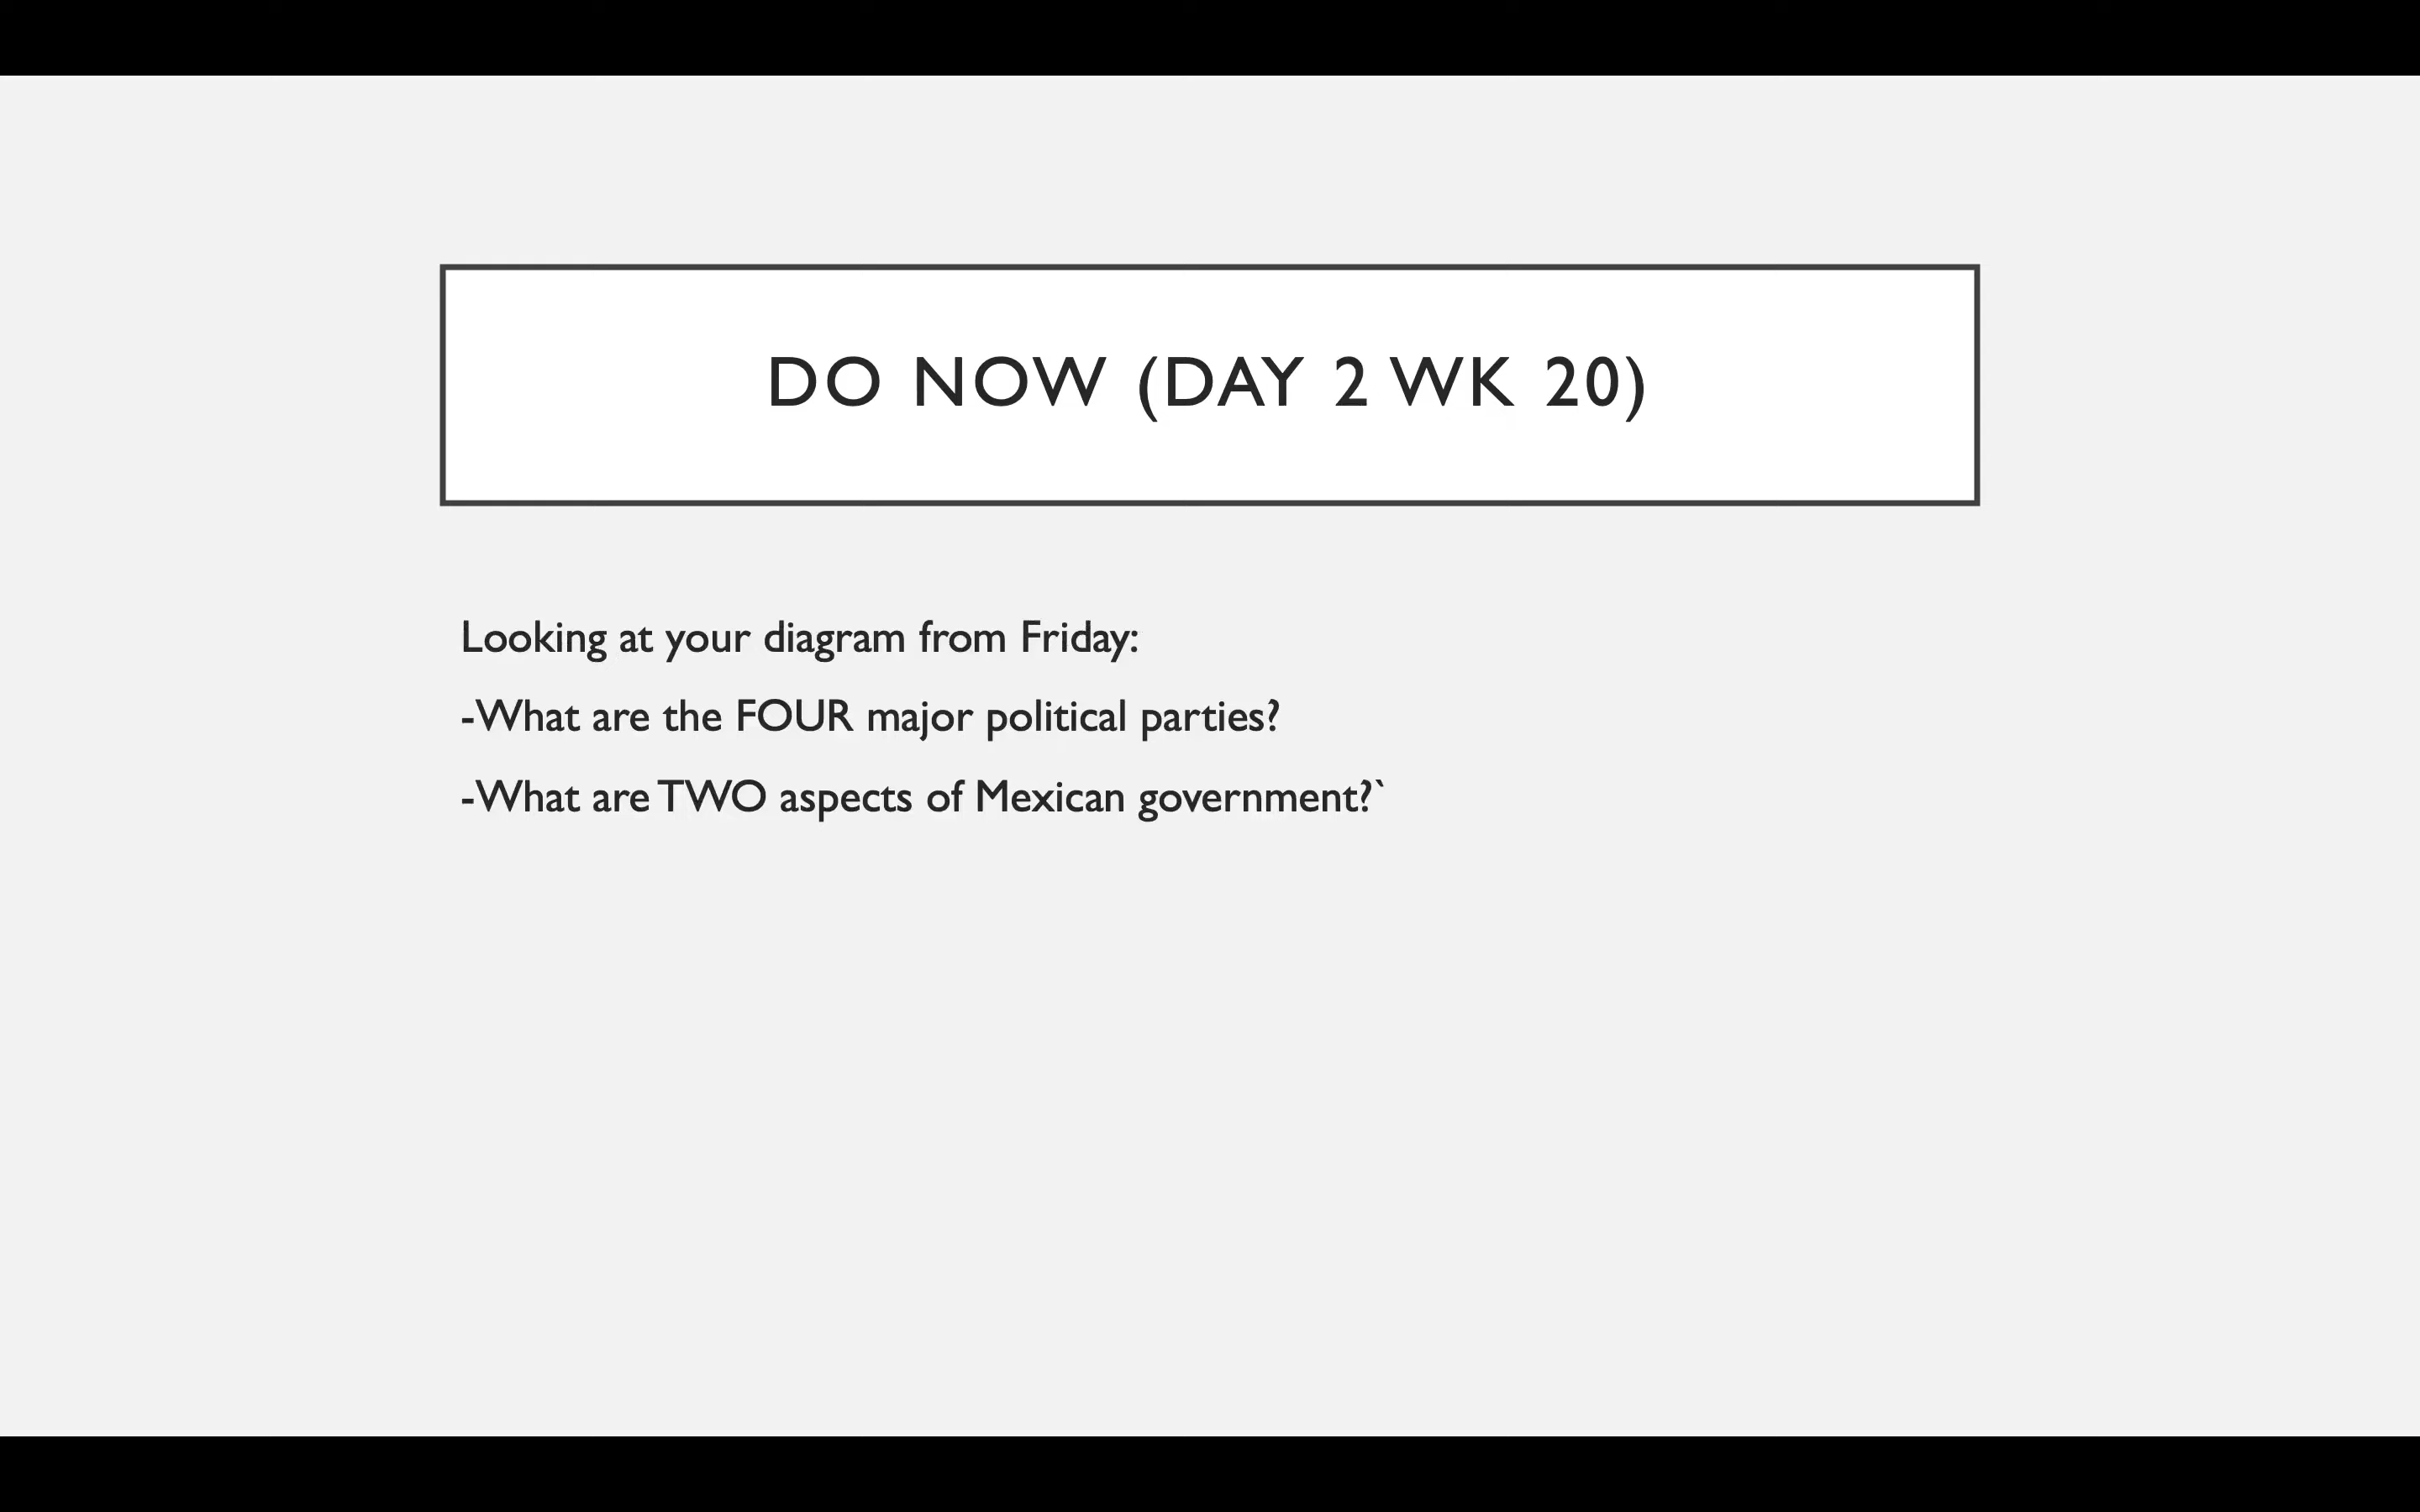 DO NOW (DAY 2 WK 20)
Looking at your diagram from Friday:
-What are the FOUR major political parties?
-What are TWO aspects of Mexican government?`